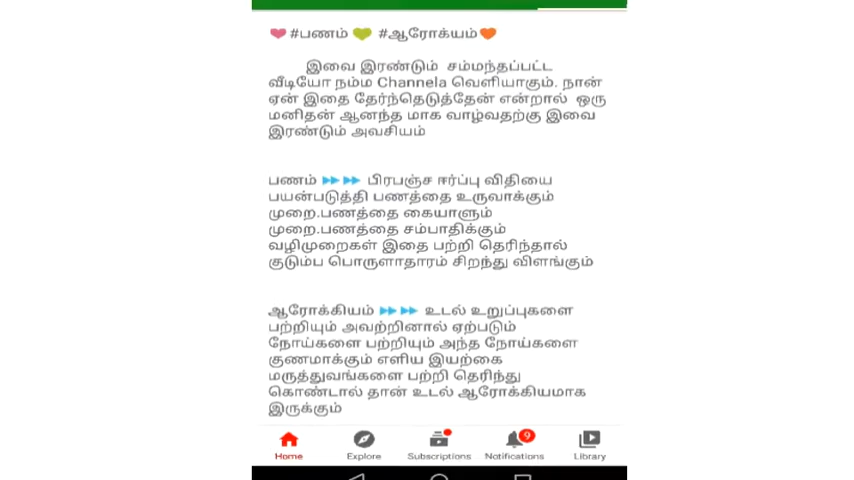 #பணம் #ஆரோக்யம்
இவை இரண்டும் சம்மந்தப்பட்ட
வீடியோ நம்ம Channela வெளியாகும். நான்
ஏன் இதை தேர்ந்தெடுத்தேன் என்றால் ஒரு
மனிதன் ஆனந்த மாக வாழ்வதற்கு இவை
இரண்டும் அவசியம்
பணம் பிரபஞ்ச ஈர்ப்பு விதியை
பயன்படுத்தி பணத்தை உருவாக்கும்
முறை.பணத்தை கையாளும்
முறை.பணத்தை சம்பாதிக்கும்
வழிமுறைகள் இதை பற்றி தெரிந்தால்
குடும்ப பொருளாதாரம் சிறந்து விளங்கும்
ஆரோக்கியம் உடல் உறுப்புகளை
பற்றியும் அவற்றினால் ஏற்படும்
நோய்களை பற்றியும் அந்த நோய்களை
குணமாக்கும் எளிய இயற்கை
மருத்துவங்களை பற்றி தெரிந்து
கொண்டால் தான் உடல் ஆரோக்கியமாக
இருக்கும்
9
Home Explore Subscriptions Notifications Library